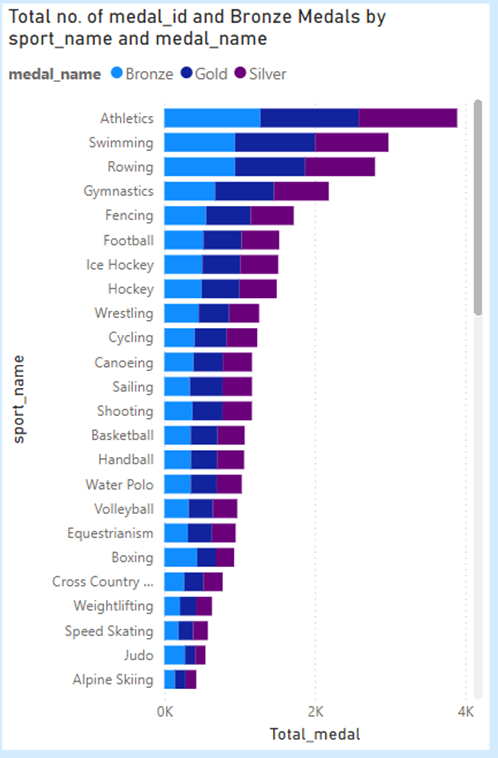 Total no. of medal_id and Bronze Medals by
sport_name and medal_name
medal_name Bronze Gold Silver
Athletics
Swimming
Rowing
Gymnastics
Fencing
Football
Ice Hockey
Hockey
Wrestling
Cycling
Canoeing
Sailing
Shooting
Basketball
Handball
Water Polo
Volleyball
Equestrianism
Boxing
Cross Country ...
Weightlifting
Speed Skating
Judo
Alpine Skiing
sport_name
0K 2K 4K
Total_medal